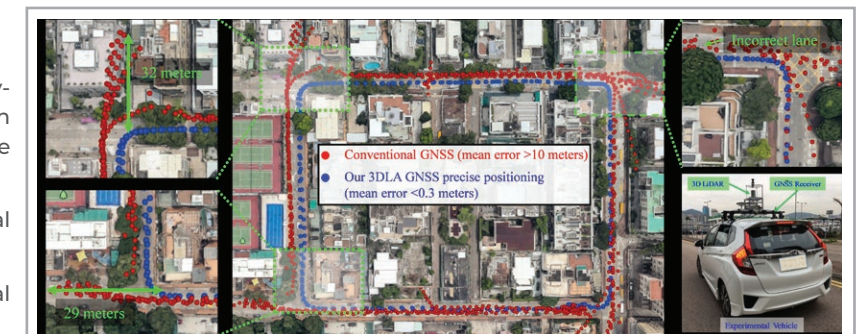 32 meters
Incorrect lane
Conventional GNSS (mean error >10 meters)
Our 3DLA GNSS precise positioning
(mean error <0.3 meters)
3D LiDAR
GNSS Receiver
29 meters
Experimental Vehicle